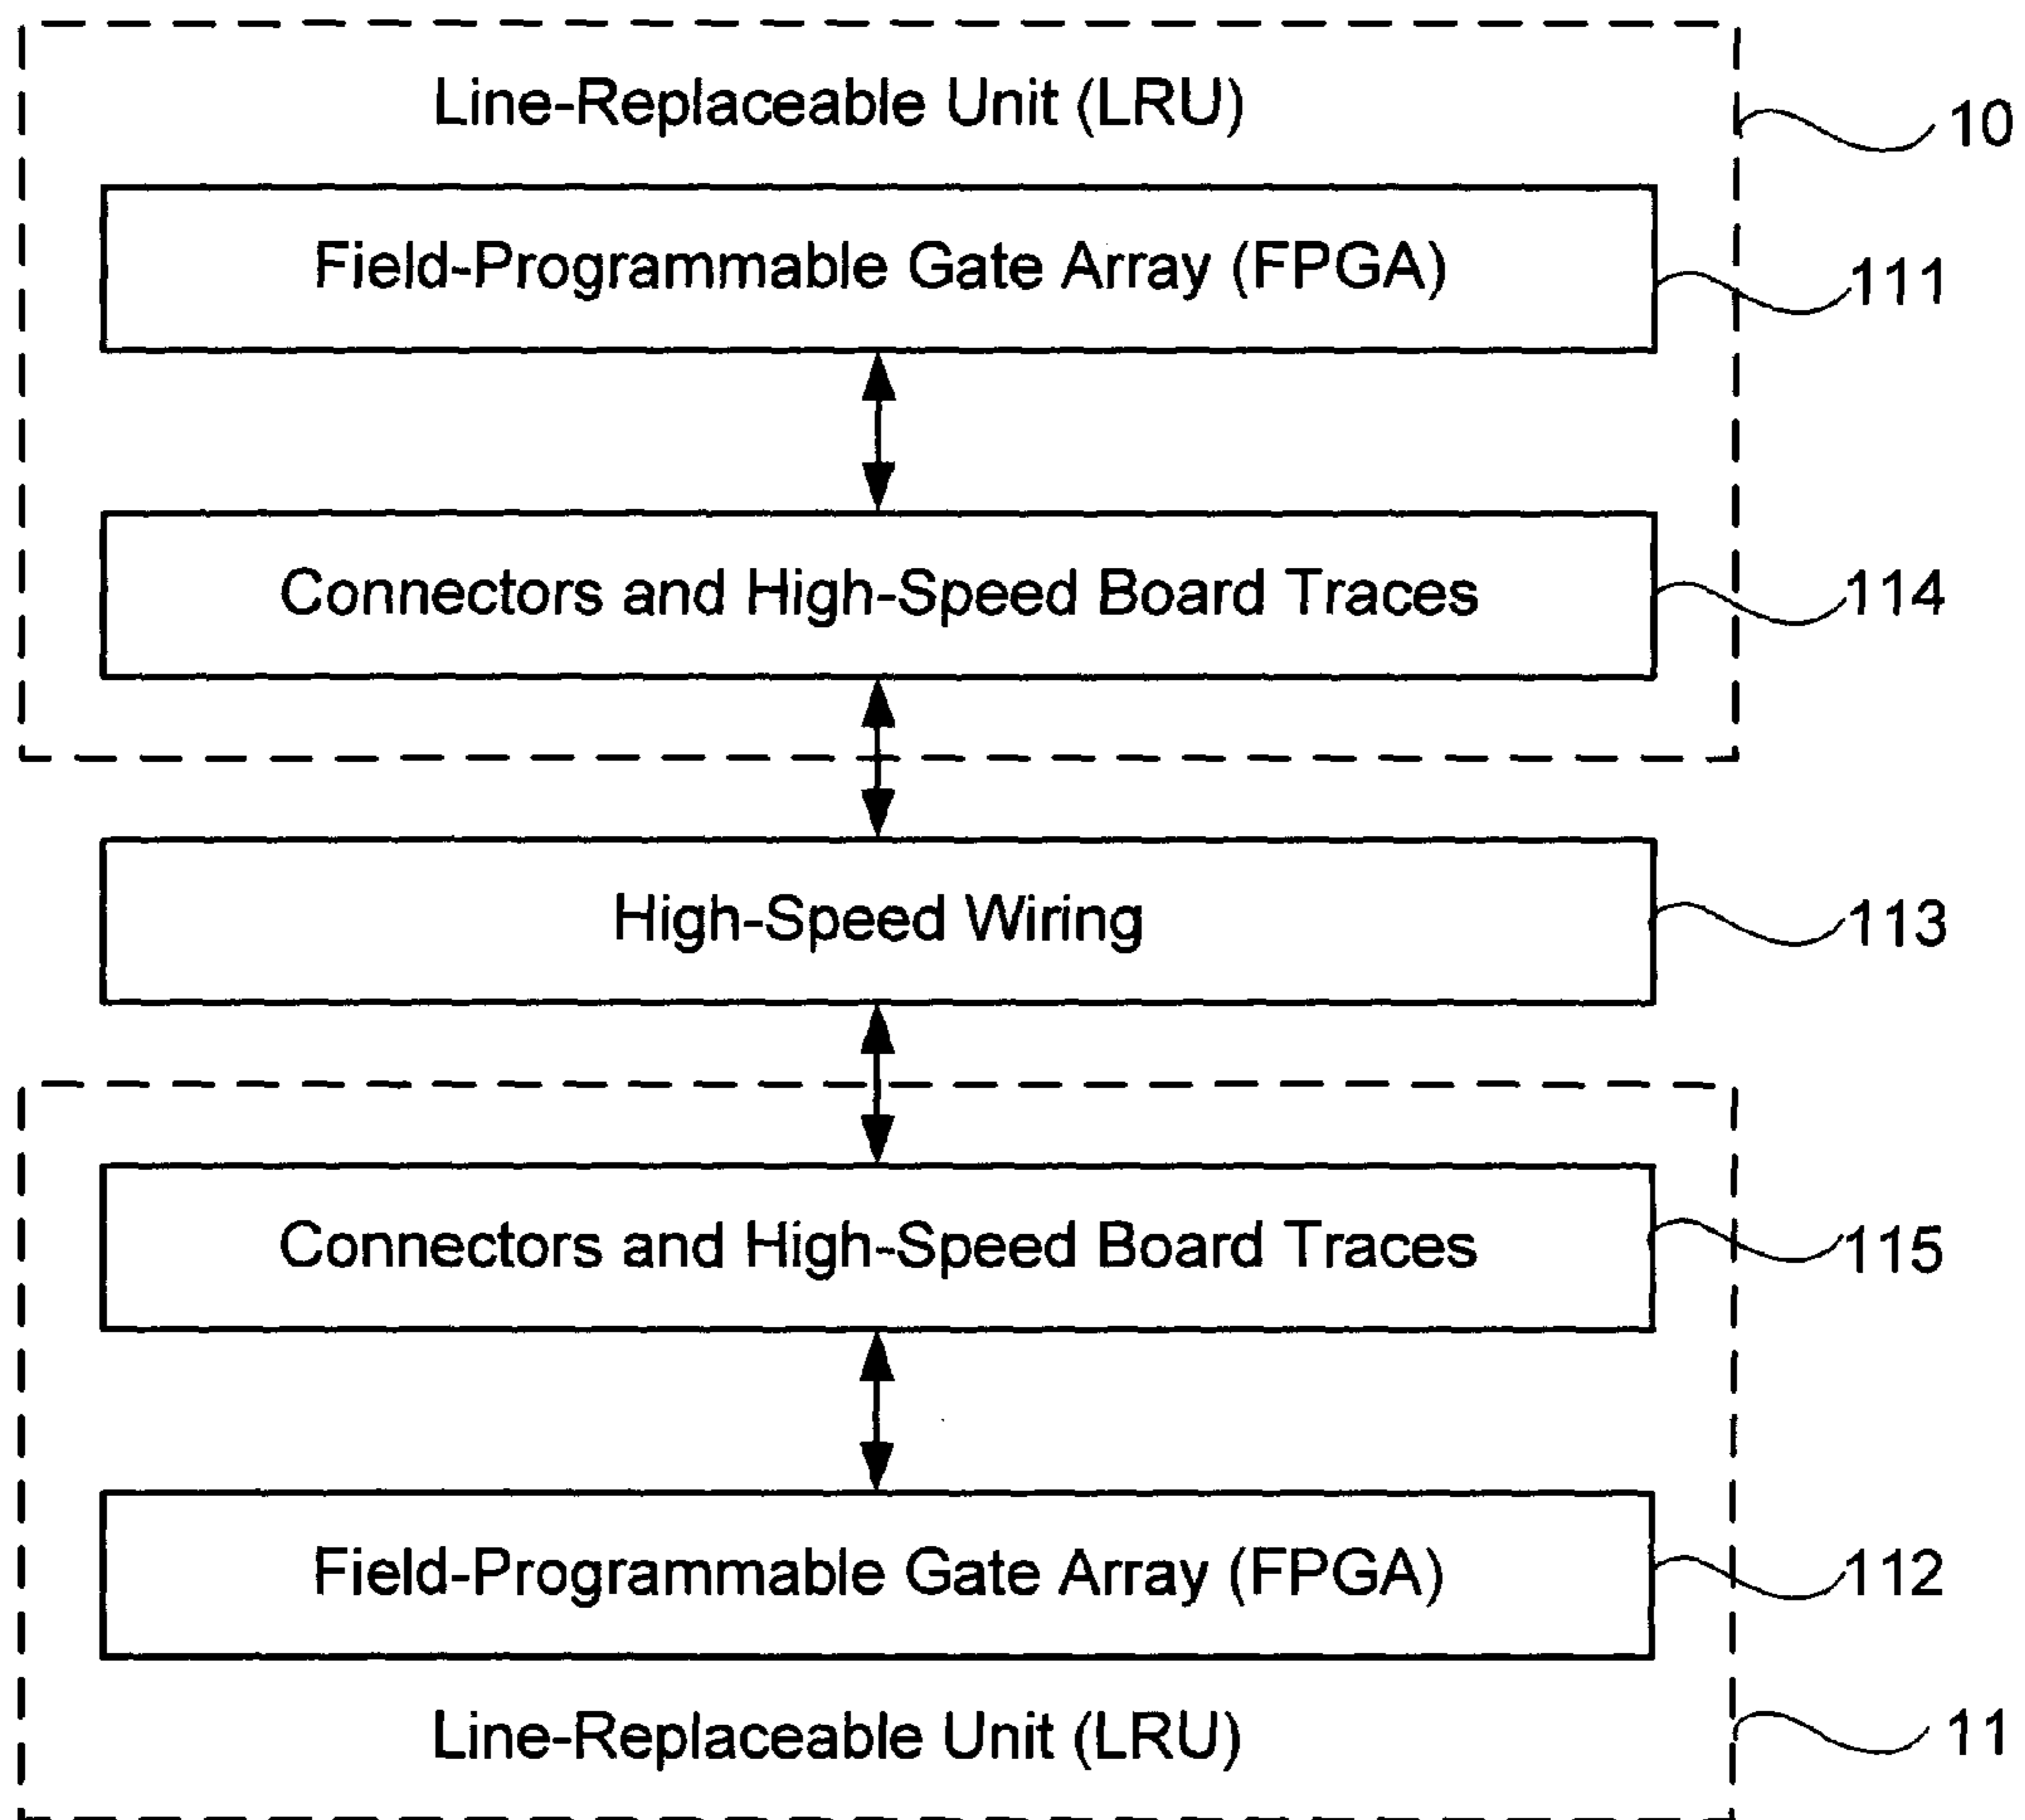 Line-Replaceable Unit (LRU)
10
Field-Programmable Gate Array (FPGA)
111
Connectors and High-Speed Board Traces
114
High-Speed Wiring
113
Connectors and High-Speed Board Traces
115
Field-Programmable Gate Array (FPGA)
112
Line-Replaceable Unit (LRU)
11